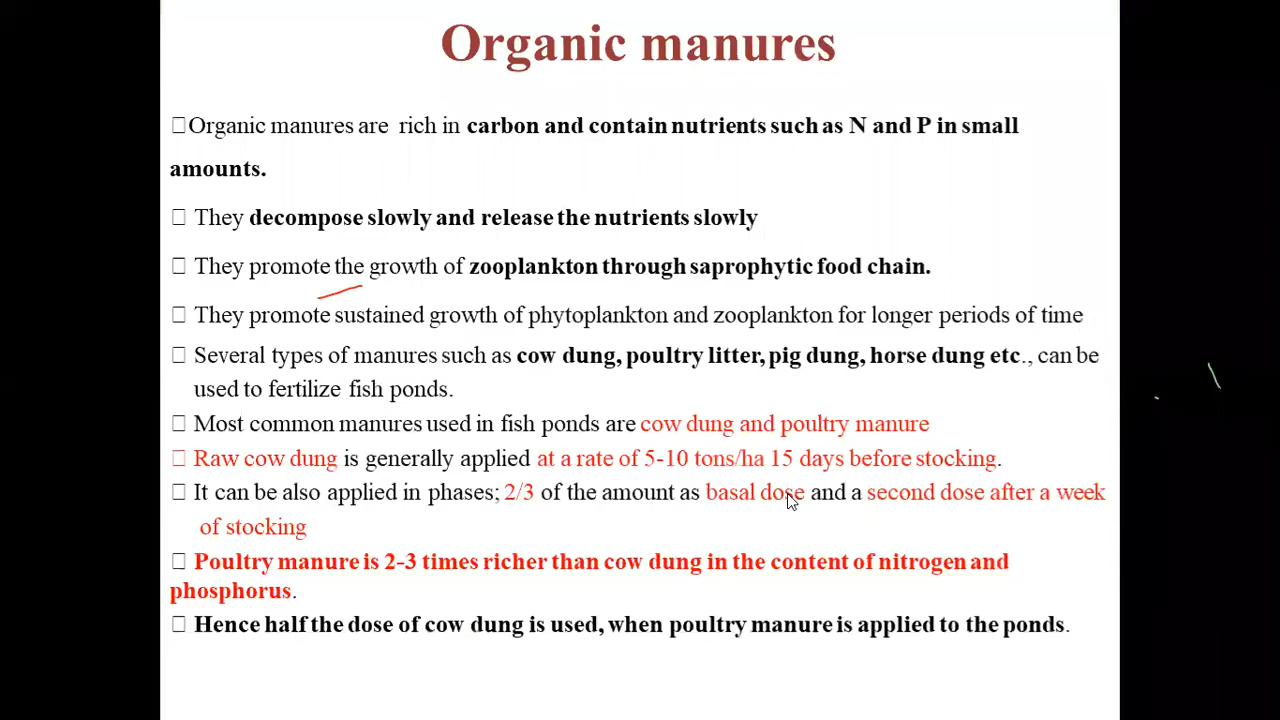 Organic manures
Organic manures are rich in carbon and contain nutrients such as N and P in small
amounts.
They decompose slowly and release the nutrients slowly
They promote the growth of zooplankton through saprophytic food chain.
They promote sustained growth of phytoplankton and zooplankton for longer periods of time
Several types of manures such as cow dung, poultry litter, pig dung, horse dung etc., can be
used to fertilize fish ponds.
Most common manures used in fish ponds are cow dung and poultry manure
Raw cow dung is generally applied at a rate of 5-10 tons/ha 15 days before stocking.
It can be also applied in phases; 2/3 of the amount as basal dose and a second dose after a week
of stocking
Poultry manure is 2-3 times richer than cow dung in the content of nitrogen and
phosphorus.
Hence half the dose of cow dung is used, when poultry manure is applied to the ponds.